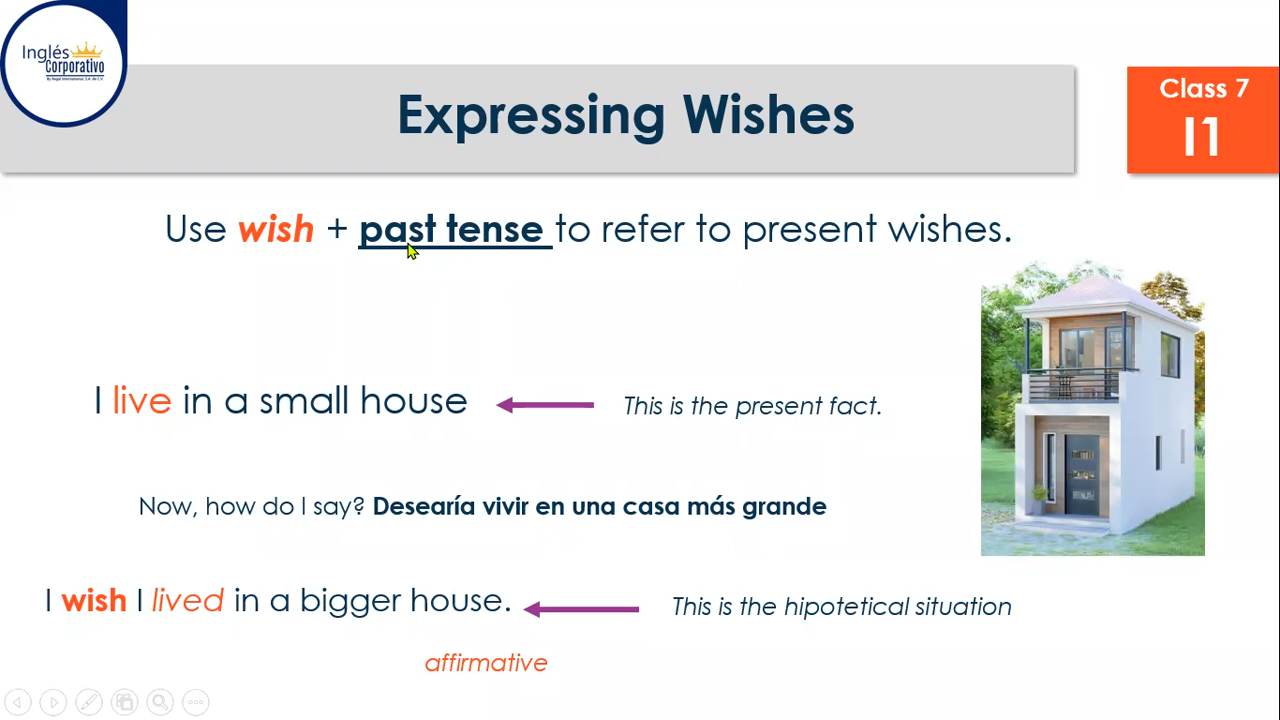 Inglés
Corporativo
By Regal International, S.A. de C.V.
Expressing Wishes
Class 7
I1
Use wish + past tense to refer to present wishes.
I live in a small house
This is the present fact.
Now, how do I say? Desearía vivir en una casa más grande
I wish I lived in a bigger house.
This is the hipotetical situation
affirmative